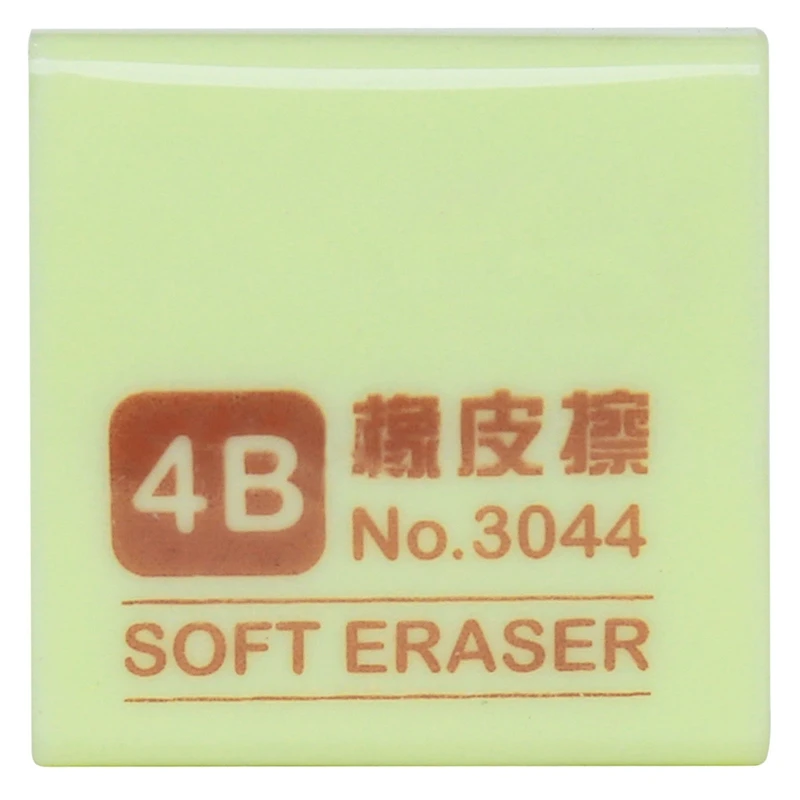 4B
橡皮擦
No.3044
SOFT ERASER